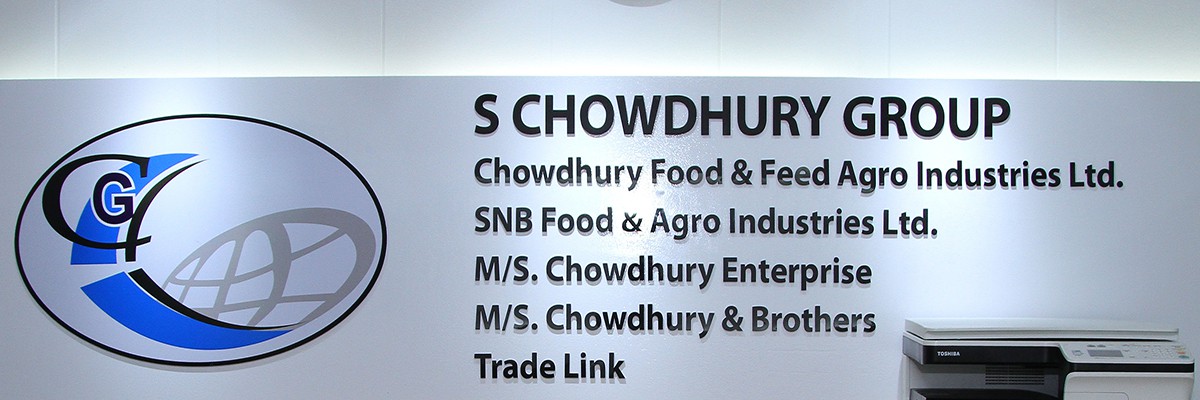 G
S CHOWDHURY GROUP
Chowdhury Food & Feed Agro Industries Ltd.
SNB Food & Agro Industries Ltd.
M/S. Chowdhury Enterprise
M/S. Chowdhury & Brothers
Trade Link
TOSHIBA